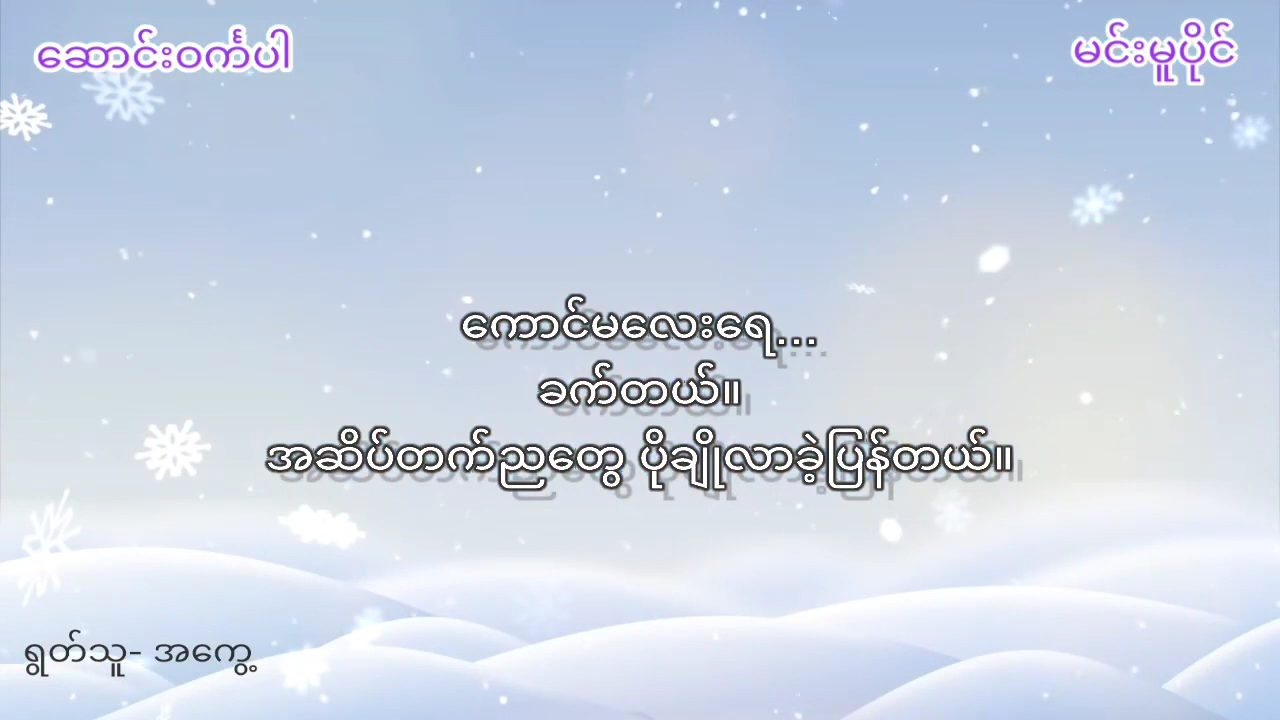 ဆောင်းဝင်္ကပါ
မင်းမူပိုင်
ကောင်မလေးရေ...
ခက်တယ်။
အဆိပ်တက်ညတွေ ပိုချိုလာခဲ့ပြန်တယ်။
ရွတ်သူ- အကွေ့